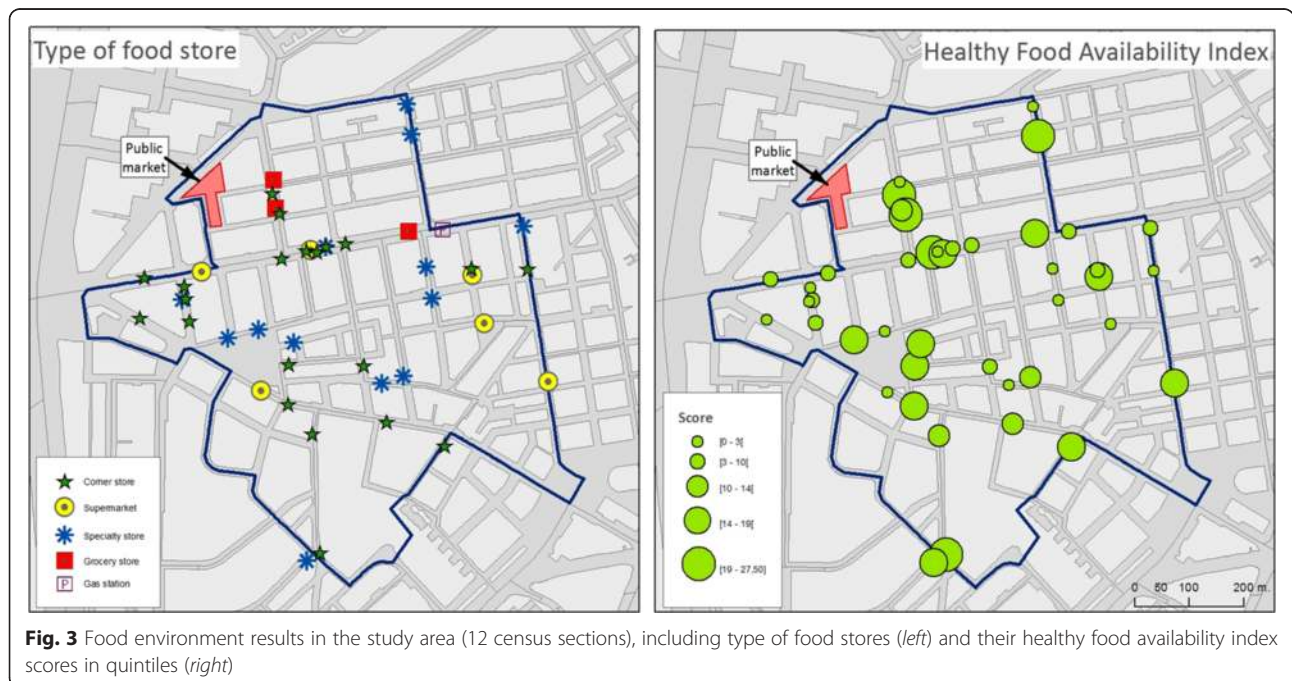 Type of food store
Public
market
Corner store
Supermarket
Specialty store
Grocery store
P Gas station
P
Healthy Food Availability Index
Public
market
Score
[0 - 3[
[3 - 10[
[10 - 14[
[14 - 19[
[19 - 27,50]
0 50 100 200 m.
Fig. 3 Food environment results in the study area (12 census sections), including type of food stores (left) and their healthy food availability index
scores in quintiles (right)